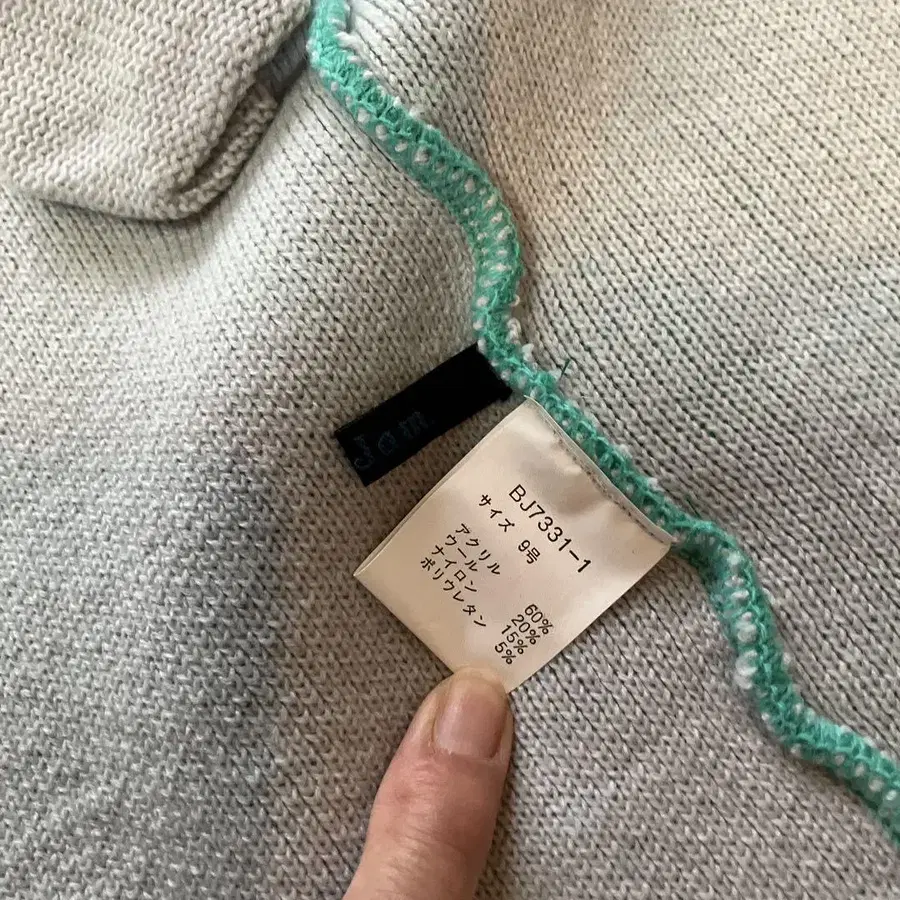 Jom
BJ7331-1
サイズ 9号
アクリル 60%
ウール 20%
ナイロン 15%
ポリウレタン 5%